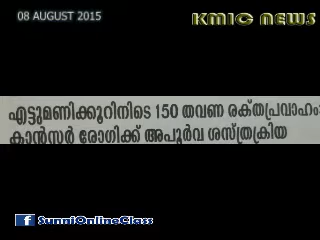 08 AUGUST 2015
KMIC NEWS
എട്ടുമണിക്കൂറിനിടെ 150 തവണ രക്തപ്രവാഹം:
കാൻസർ രോഗിക്ക് അപൂർവ ശസ്ത്രക്രിയ
f SunniOnlineClass